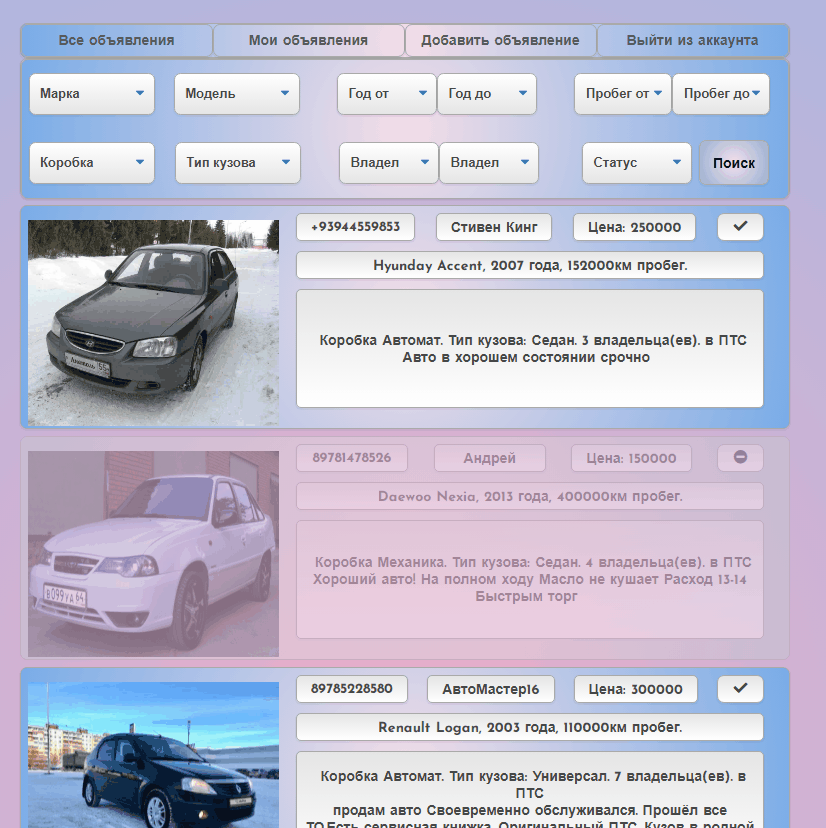 Все объявления Мои объявления Добавить объявление Выйти из аккаунта
Марка Модель Год от Год до Пробег от Пробег до
Коробка Тип кузова Владел Владел Статус Поиск
+93944559853 Стивен Кинг Цена: 250000
Hyunday Accent, 2007 года, 152000км пробег.
Коробка Автомат. Тип кузова: Седан. 3 владельца(ев). в ПТС
Авто в хорошем состоянии срочно
89781478526 Андрей Цена: 150000
Daewoo Nexia, 2013 года, 400000км пробег.
Коробка Механика. Тип кузова: Седан. 4 владельца(ев). в ПТС
Хороший авто! На полном ходу Масло не кушает Расход 13-14
Быстрым торг
В099УА 64
89785228580 АвтоМастер16 Цена: 300000
Renault Logan, 2003 года, 110000км пробег.
Коробка Автомат. Тип кузова: Универсал. 7 владельца(ев). в
ПТС
продам авто Своевременно обслуживался. Прошёл все
ТО.Есть сервисная книжка. Оригинальный ПТС. Кузов в родной